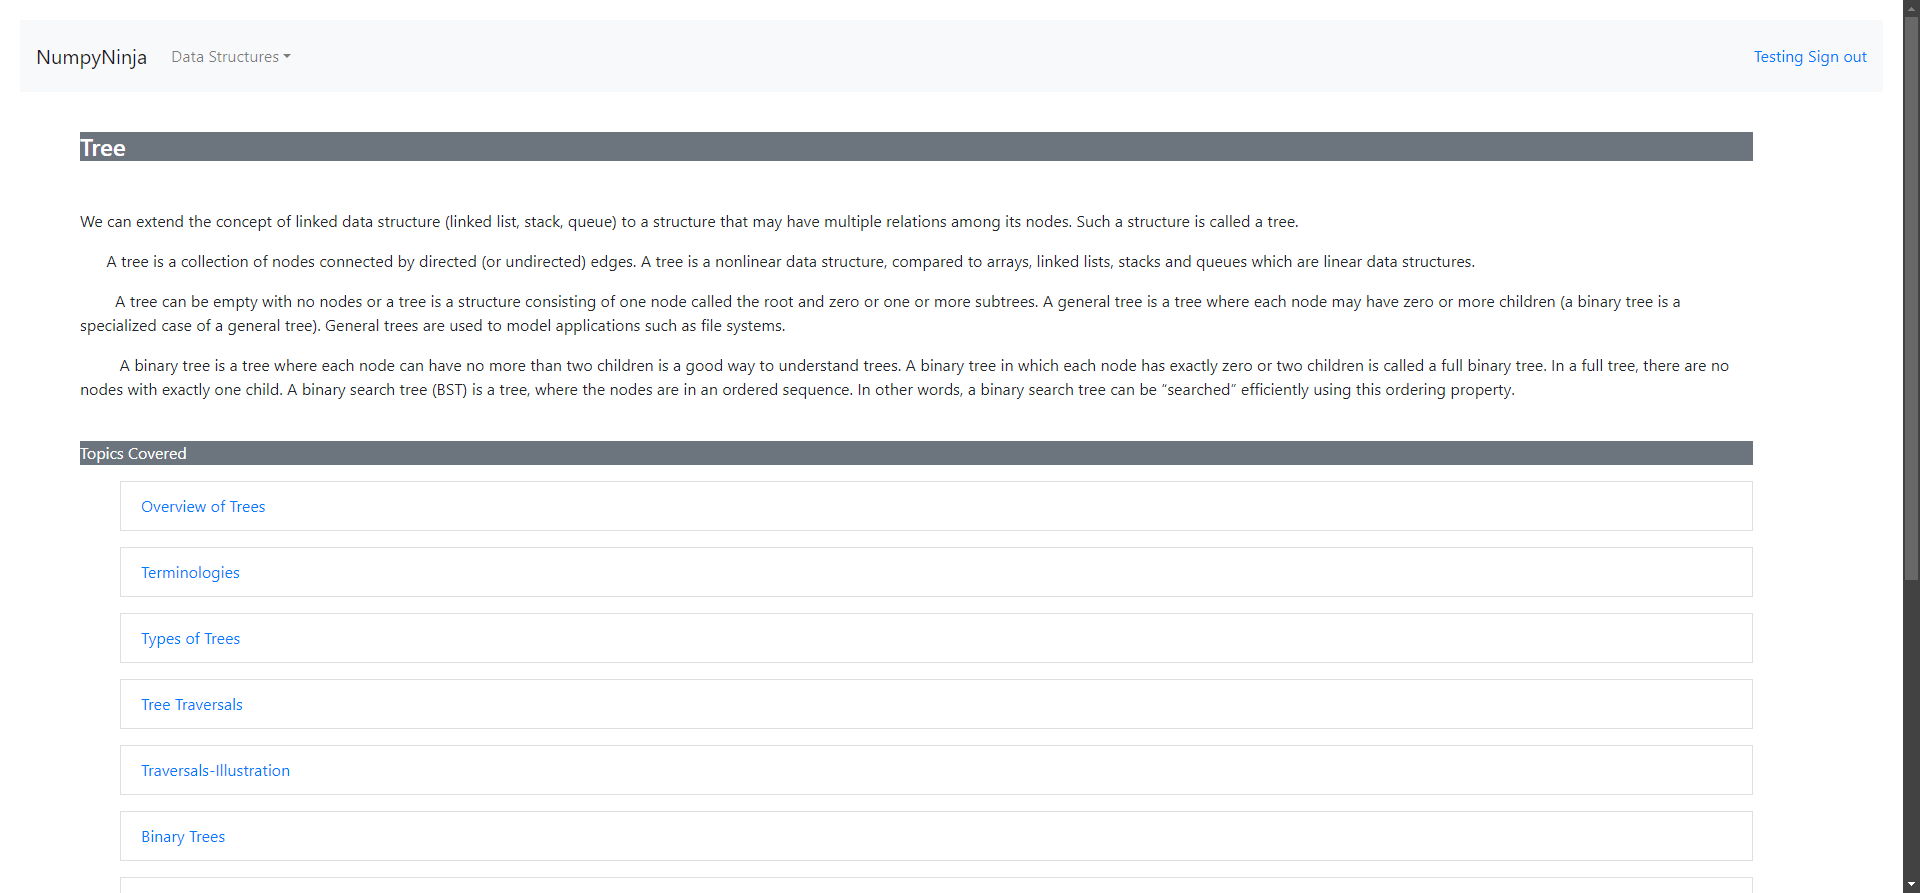 NumpyNinja Data Structures Testing Sign out
Tree
We can extend the concept of linked data structure (linked list, stack, queue) to a structure that may have multiple relations among its nodes. Such a structure is called a tree.
A tree is a collection of nodes connected by directed (or undirected) edges. A tree is a nonlinear data structure, compared to arrays, linked lists, stacks and queues which are linear data structures.
A tree can be empty with no nodes or a tree is a structure consisting of one node called the root and zero or one or more subtrees. A general tree is a tree where each node may have zero or more children (a binary tree is a
specialized case of a general tree). General trees are used to model applications such as file systems.
A binary tree is a tree where each node can have no more than two children is a good way to understand trees. A binary tree in which each node has exactly zero or two children is called a full binary tree. In a full tree, there are no
nodes with exactly one child. A binary search tree (BST) is a tree, where the nodes are in an ordered sequence. In other words, a binary search tree can be “searched” efficiently using this ordering property.
Topics Covered
Overview of Trees
Terminologies
Types of Trees
Tree Traversals
Traversals-Illustration
Binary Trees